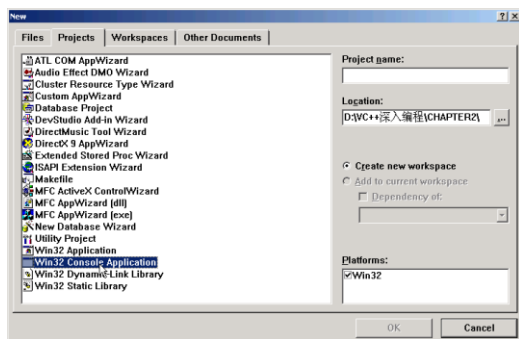 New
Files Projects Workspaces Other Documents
ATL COM AppWizard
Audio Effect DMO Wizard
Cluster Resource Type Wizard
Custom AppWizard
Database Project
DevStudio Add-in Wizard
DirectMusic Tool Wizard
DirectX 9 AppWizard
Extended Stored Proc Wizard
ISAPI Extension Wizard
Makefile
MFC ActiveX ControlWizard
MFC AppWizard (dll)
MFC AppWizard (exe)
New Database Wizard
Utility Project
Win32 Application
Win32 Console Application
Win32 Dynamic-Link Library
Win32 Static Library
Project name:
Location:
D:\VC++深入编程\CHAPTER2\
...
Create new workspace
Add to current workspace
Dependency of:
Platforms:
Win32
OK Cancel